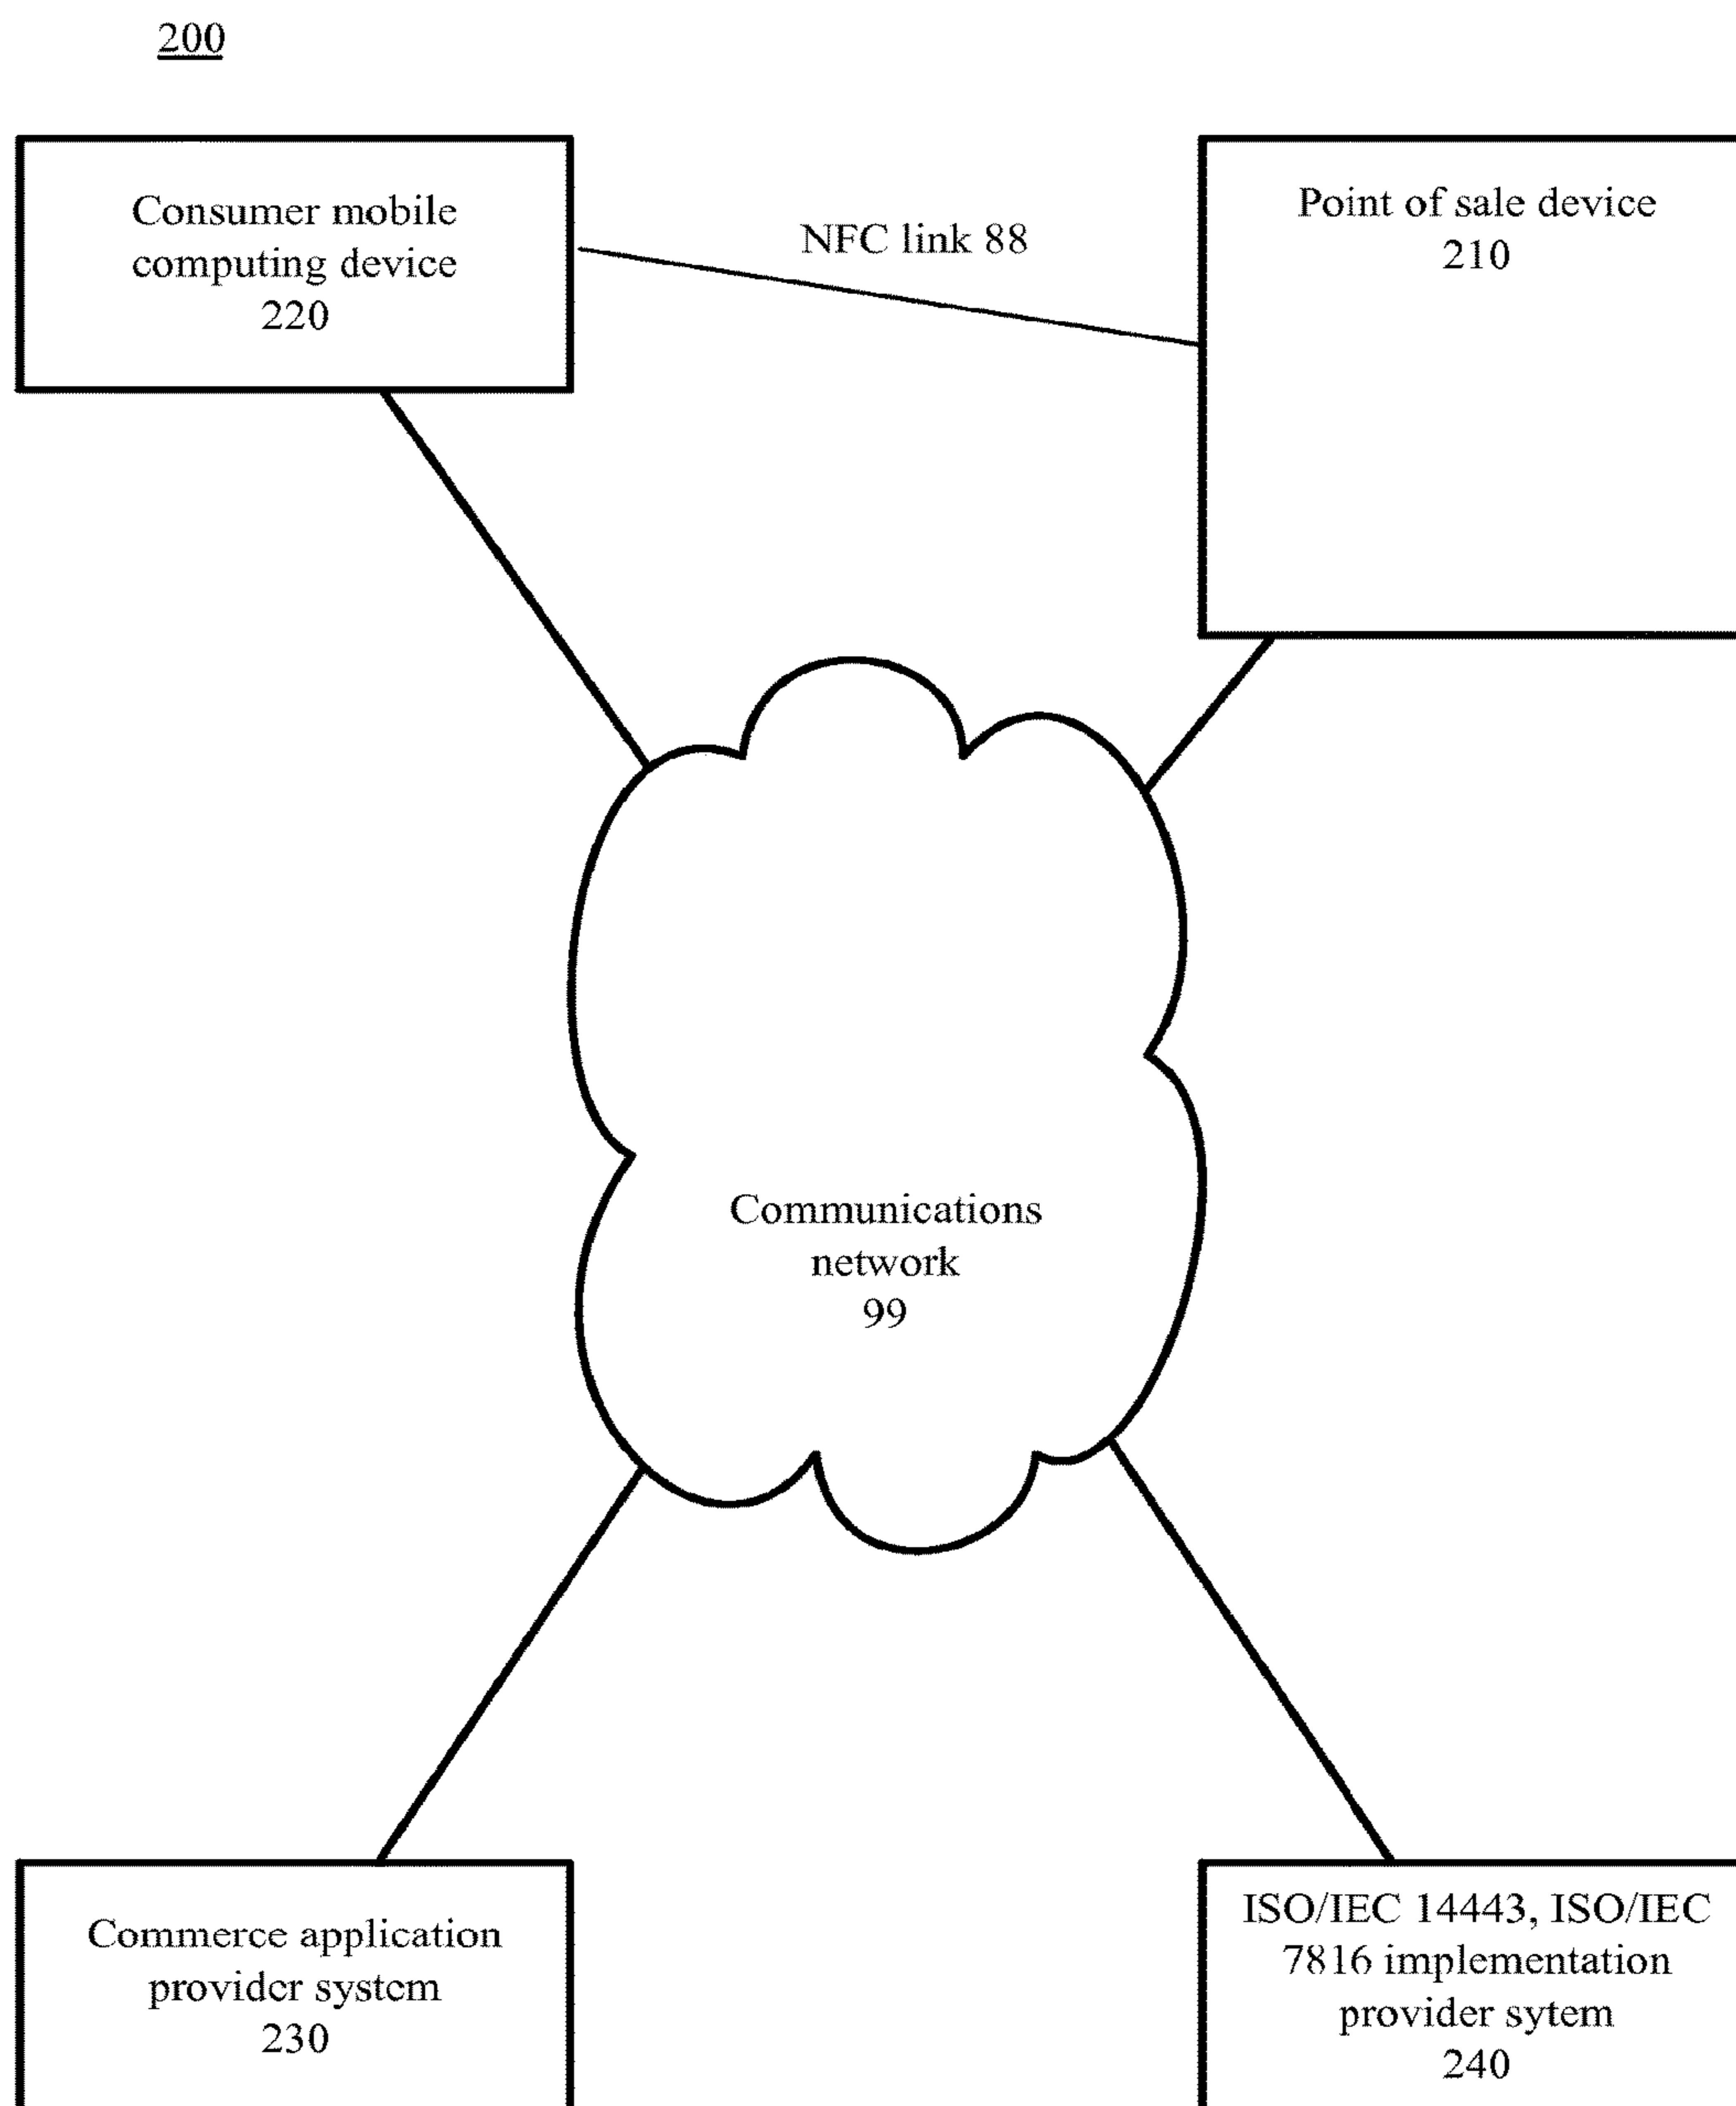 200
Consumer mobile
computing device
220
NFC link 88
Point of sale device
210
Communications
network
99
Commerce application
provider system
230
ISO/IEC 14443, ISO/IEC
7816 implementation
provider sytem
240